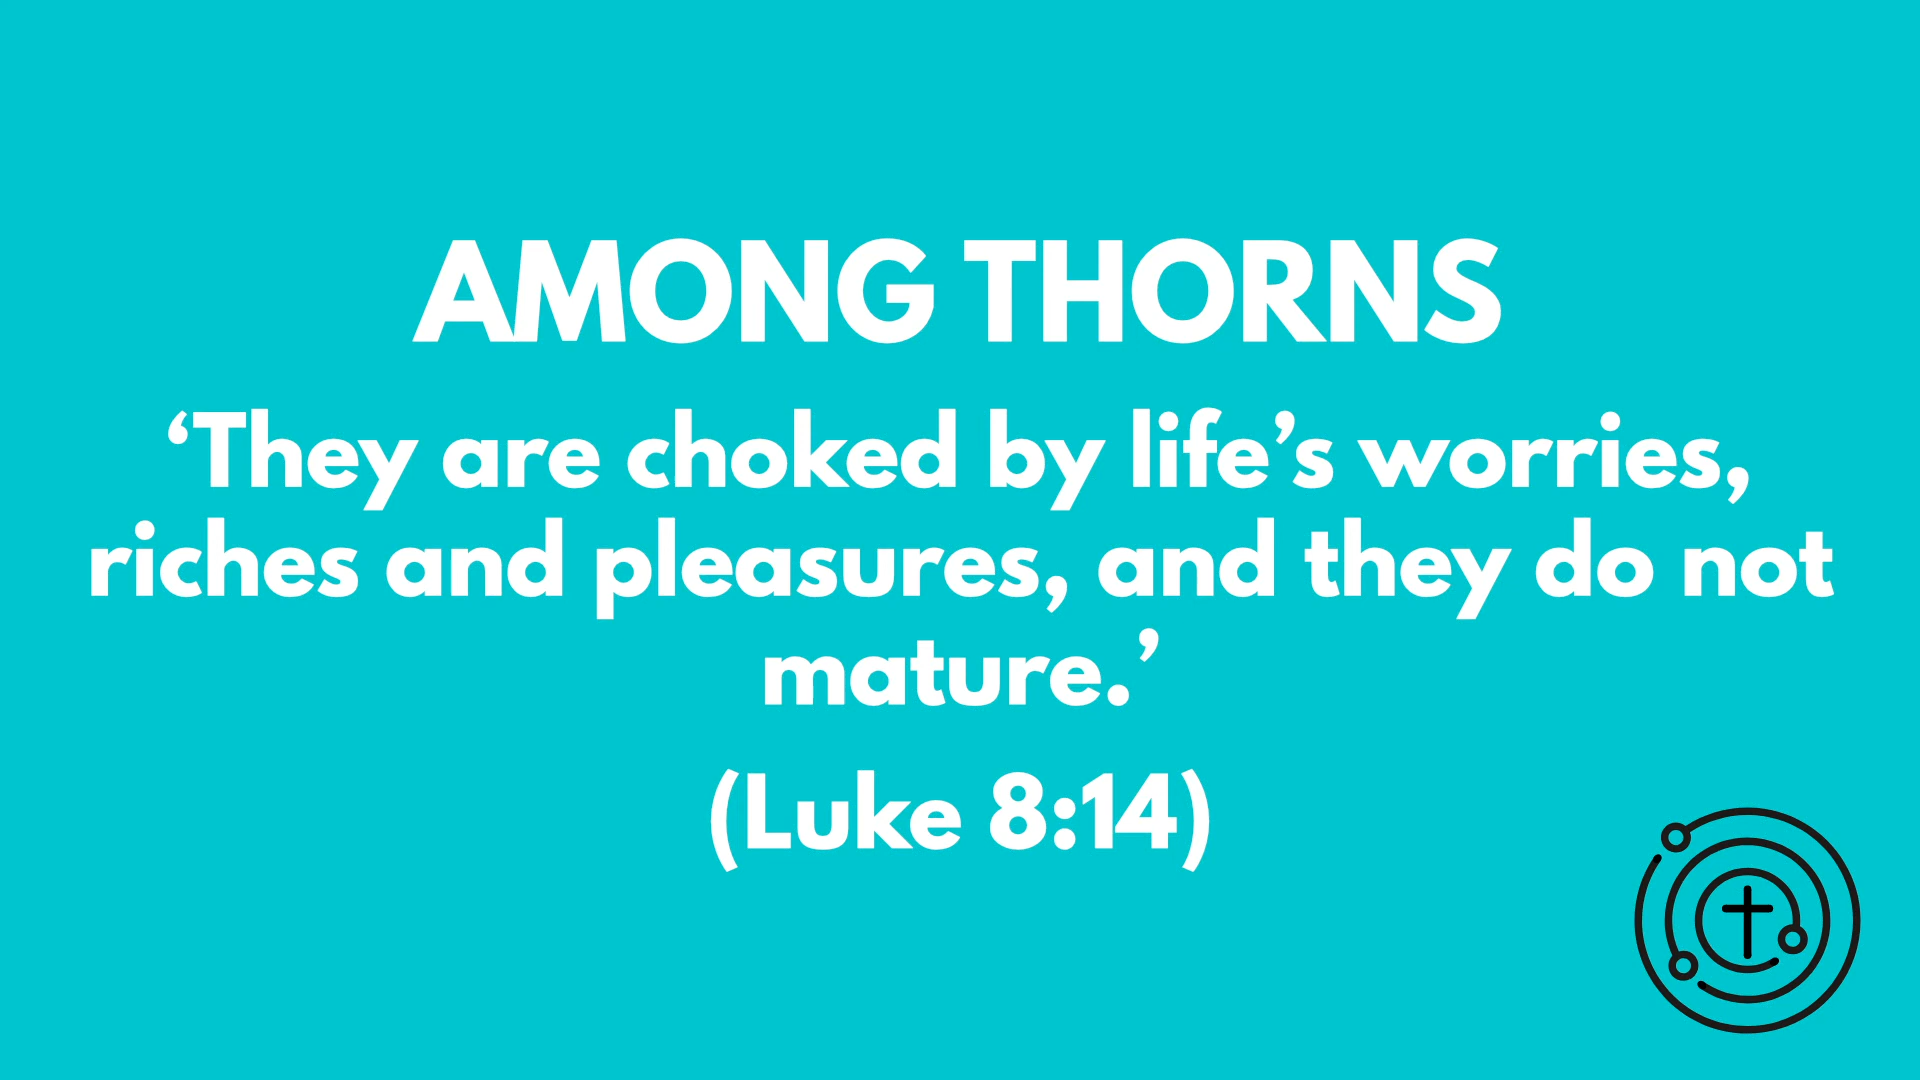 AMONG THORNS
‘They are choked by life’s worries,
riches and pleasures, and they do not
mature.’
(Luke 8:14)